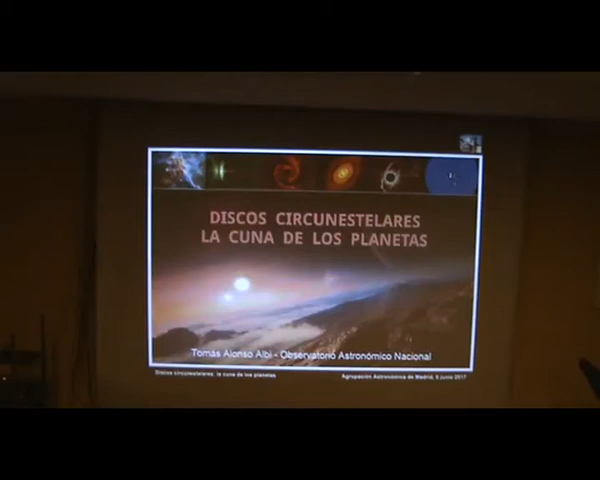 DISCOS CIRCUNESTELARES
LA CUNA DE LOS PLANETAS
Tomás Alonso Albi - Observatorio Astronómico Nacional
Discos circunestelares: la cuna de los planetas
Agrupación Astronómica de Madrid, 9 junio 2017